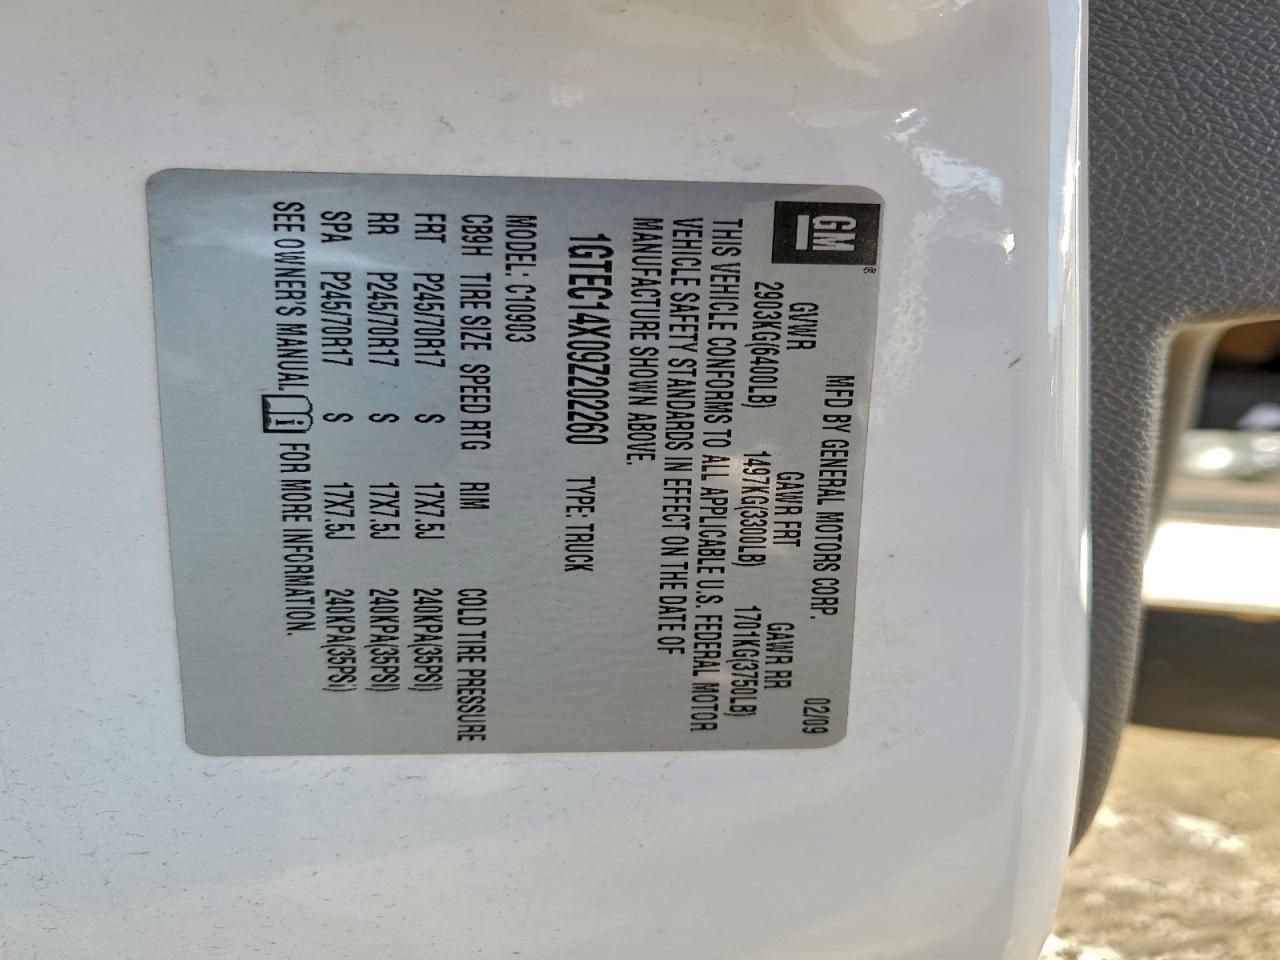 GM®
MFD BY GENERAL MOTORS CORP. 02/09
GVWR GAWR FRT GAWR RR
2903KG(6400LB) 1497KG(3300LB) 1701KG(3750LB)
THIS VEHICLE CONFORMS TO ALL APPLICABLE U.S. FEDERAL MOTOR
VEHICLE SAFETY STANDARDS IN EFFECT ON THE DATE OF
MANUFACTURE SHOWN ABOVE.
1GTEC14X09Z202260 TYPE: TRUCK
MODEL: C10903
CB9H TIRE SIZE SPEED RTG RIM COLD TIRE PRESSURE
FRT P245/70R17 S 17X7.5J 240KPA(35PSI)
RR P245/70R17 S 17X7.5J 240KPA(35PSI)
SPA P245/70R17 S 17X7.5J 240KPA(35PSI)
SEE OWNER'S MANUAL i FOR MORE INFORMATION.